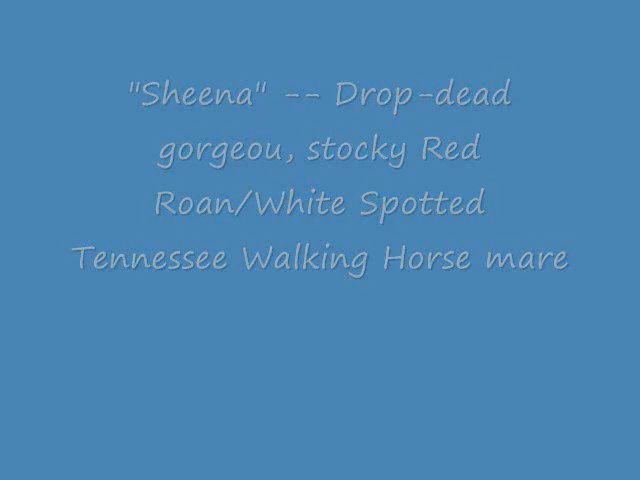 "Sheena" -- Drop-dead
gorgeou, stocky Red
Roan/White Spotted
Tennessee Walking Horse mare